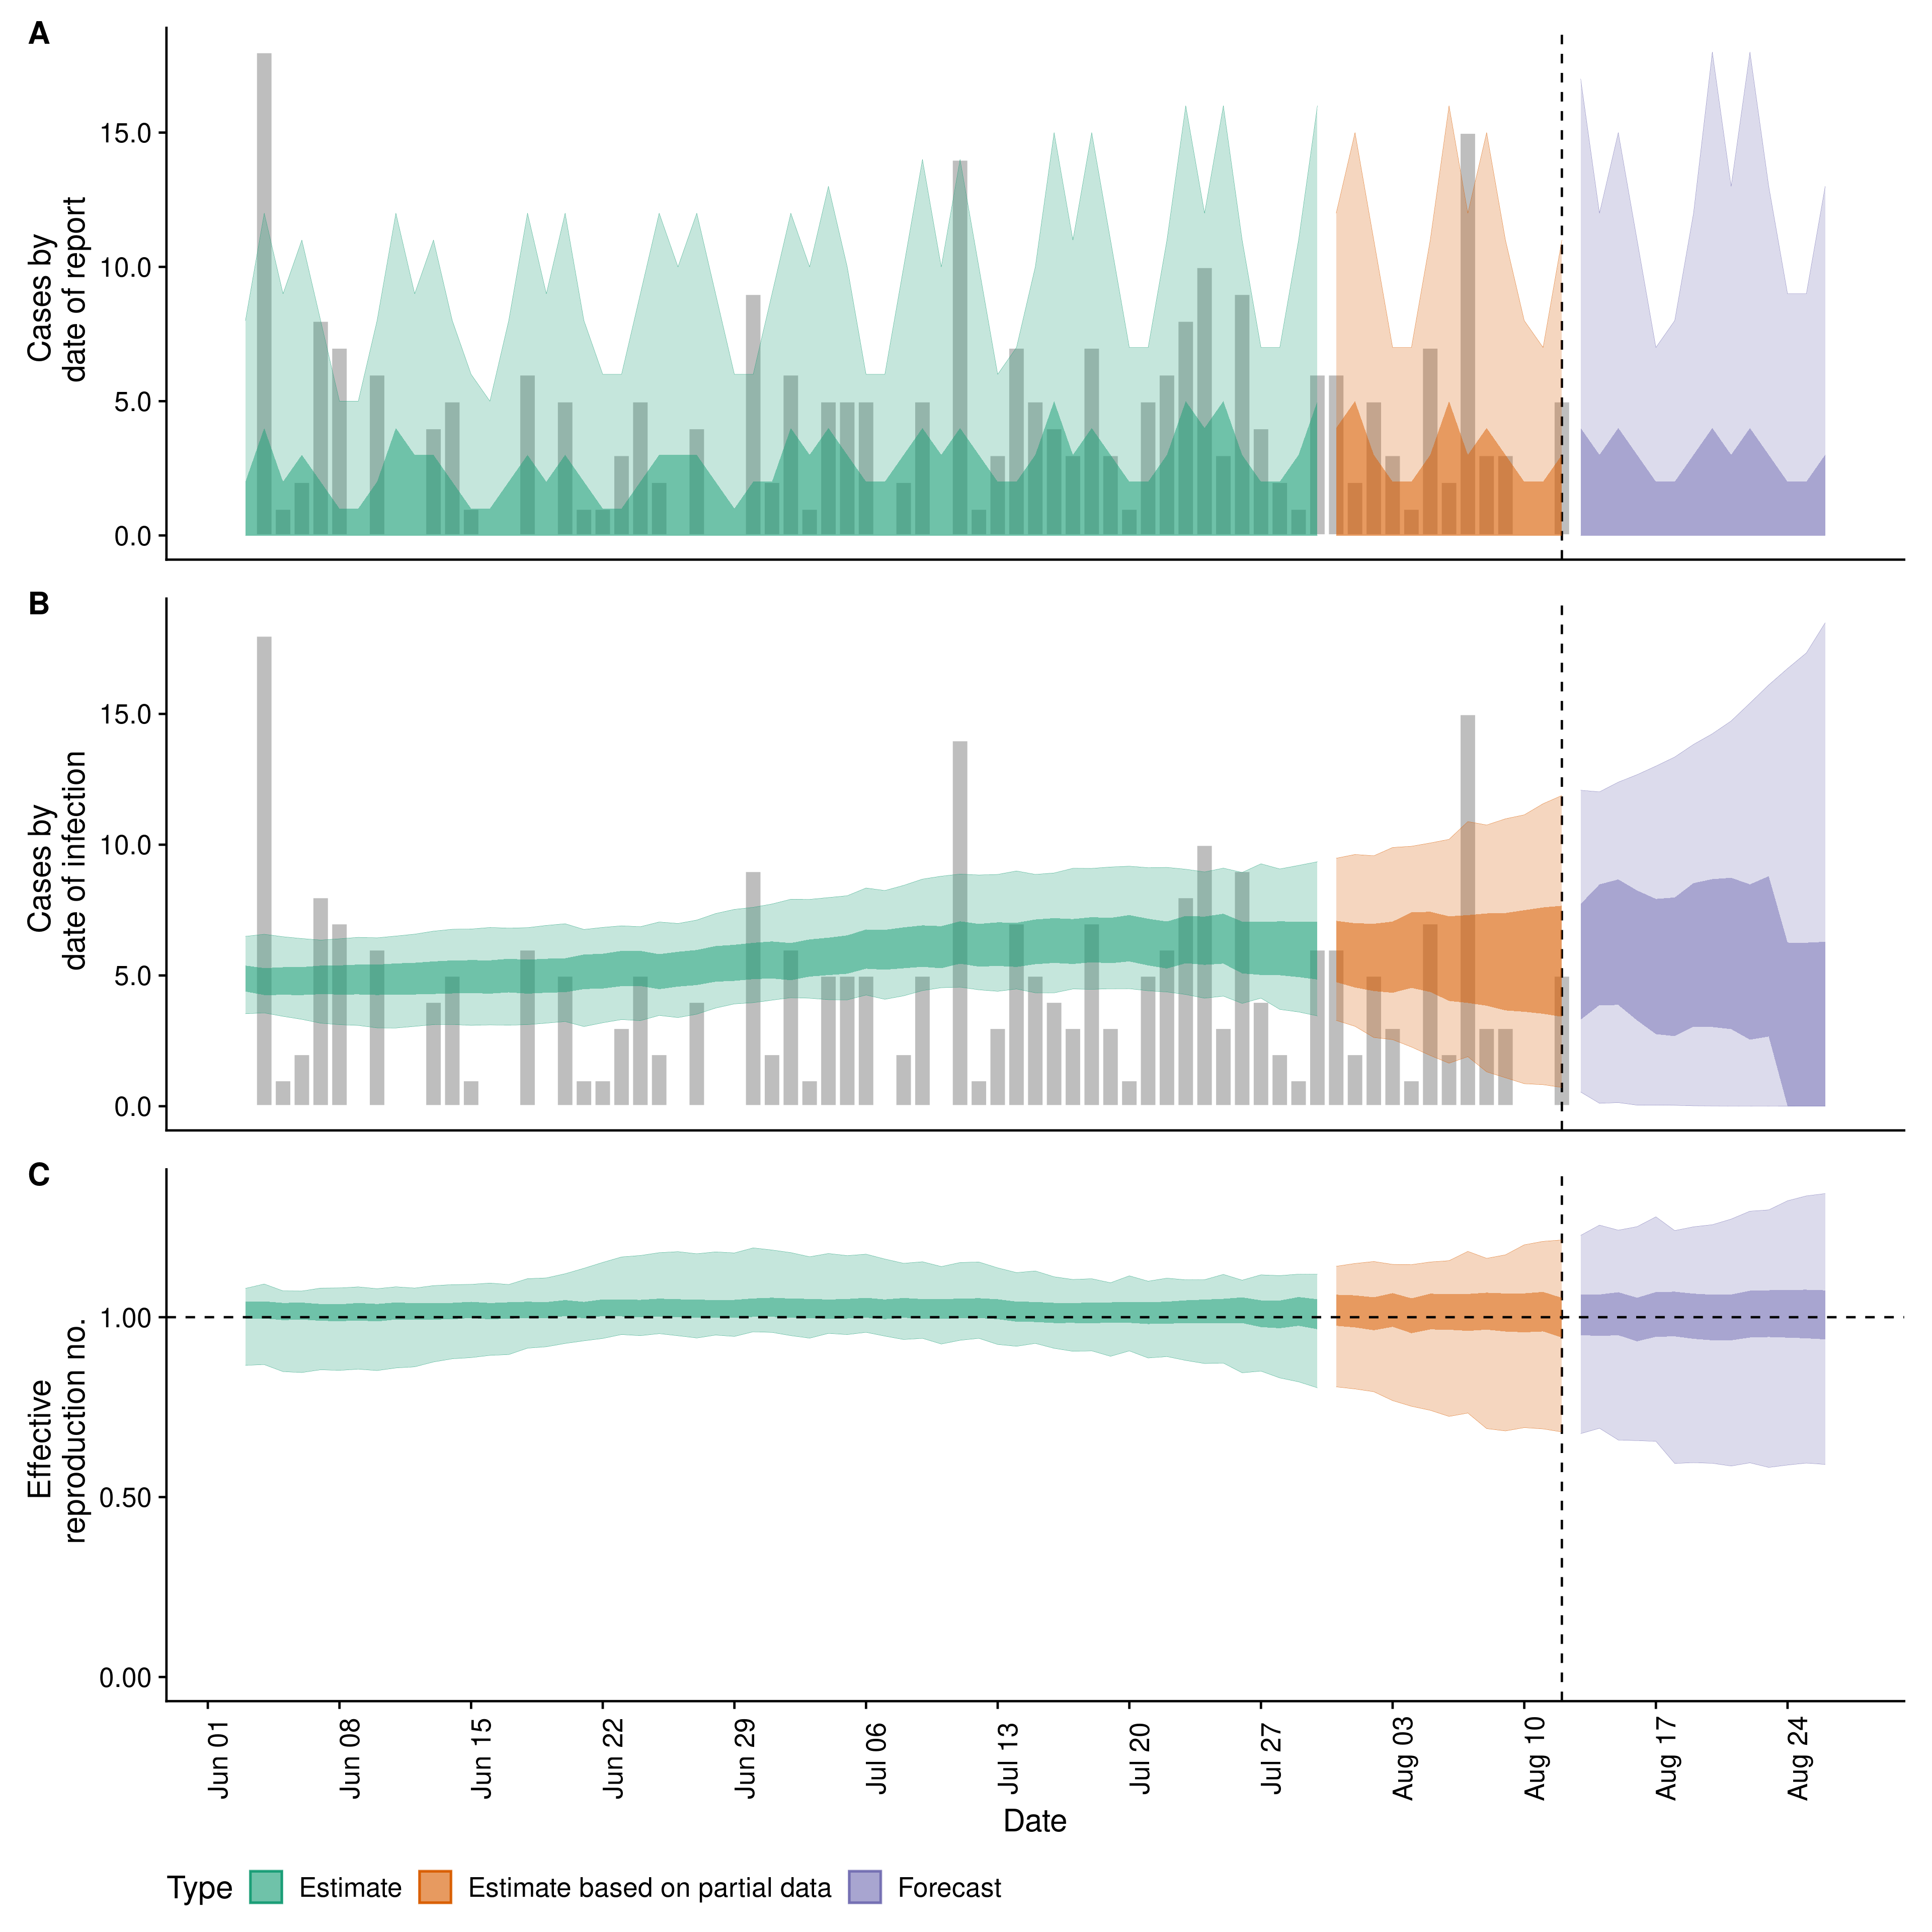 A
Cases by
date of report
15.0
10.0
5.0
0.0
B
Cases by
date of infection
15.0
10.0
5.0
0.0
C
Effective
reproduction no.
1.00
0.50
0.00
Jun 01
Jun 08
Jun 15
Jun 22
Jun 29
Jul 06
Jul 13
Jul 20
Jul 27
Aug 03
Aug 10
Aug 17
Aug 24
Date
Type Estimate Estimate based on partial data Forecast